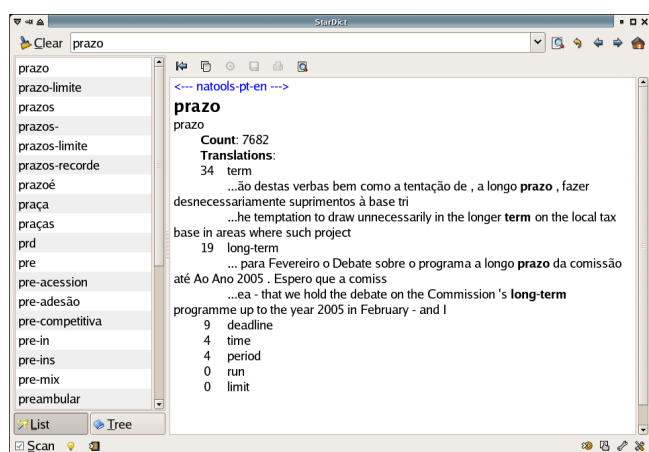 StarDict
Clear prazo
prazo
prazo-limite
prazos
prazos-
prazos-limite
prazos-recorde
prazoé
praça
praças
prd
pre
pre-acession
pre-adesão
pre-competitiva
pre-in
pre-ins
pre-mix
preambular
List Tree
Scan
<--- natools-pt-en --->
prazo
prazo
Count: 7682
Translations:
34 term
...ão destas verbas bem como a tentação de , a longo prazo , fazer
desnecessariamente suprimentos à base tri
...he temptation to draw unnecessarily in the longer term on the local tax
base in areas where such project
19 long-term
... para Fevereiro o Debate sobre o programa a longo prazo da comissão
até Ao Ano 2005 . Espero que a comiss
...ea - that we hold the debate on the Commission 's long-term
programme up to the year 2005 in February - and I
9 deadline
4 time
4 period
0 run
0 limit